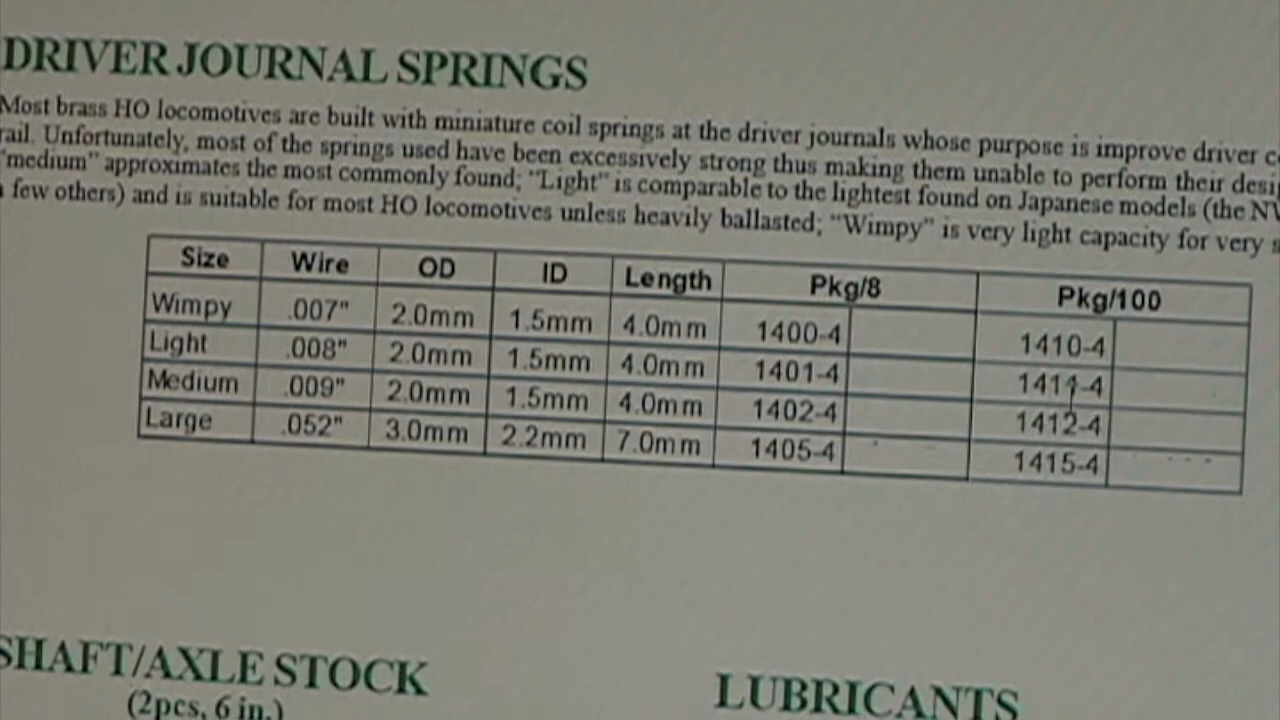 DRIVER JOURNAL SPRINGS
Most brass HO locomotives are built with miniature coil springs at the driver journals whose purpose is improve driver
rail. Unfortunately, most of the springs used have been excessively strong thus making them unable to perform their
"medium" approximates the most commonly found; "Light" is comparable to the lightest found on Japanese models (the
few others) and is suitable for most HO locomotives unless heavily ballasted; "Wimpy" is very light capacity for very
Size Wire OD ID Length Pkg/8 Pkg/100
Wimpy .007" 2.0mm 1.5mm 4.0mm 1400-4 1410-4
Light .008" 2.0mm 1.5mm 4.0mm 1401-4 1411-4
Medium .009" 2.0mm 1.5mm 4.0mm 1402-4 1412-4
Large .052" 3.0mm 2.2mm 7.0mm 1405-4 1415-4
SHAFT/AXLE STOCK LUBRICANTS
(2pcs, 6 in.)